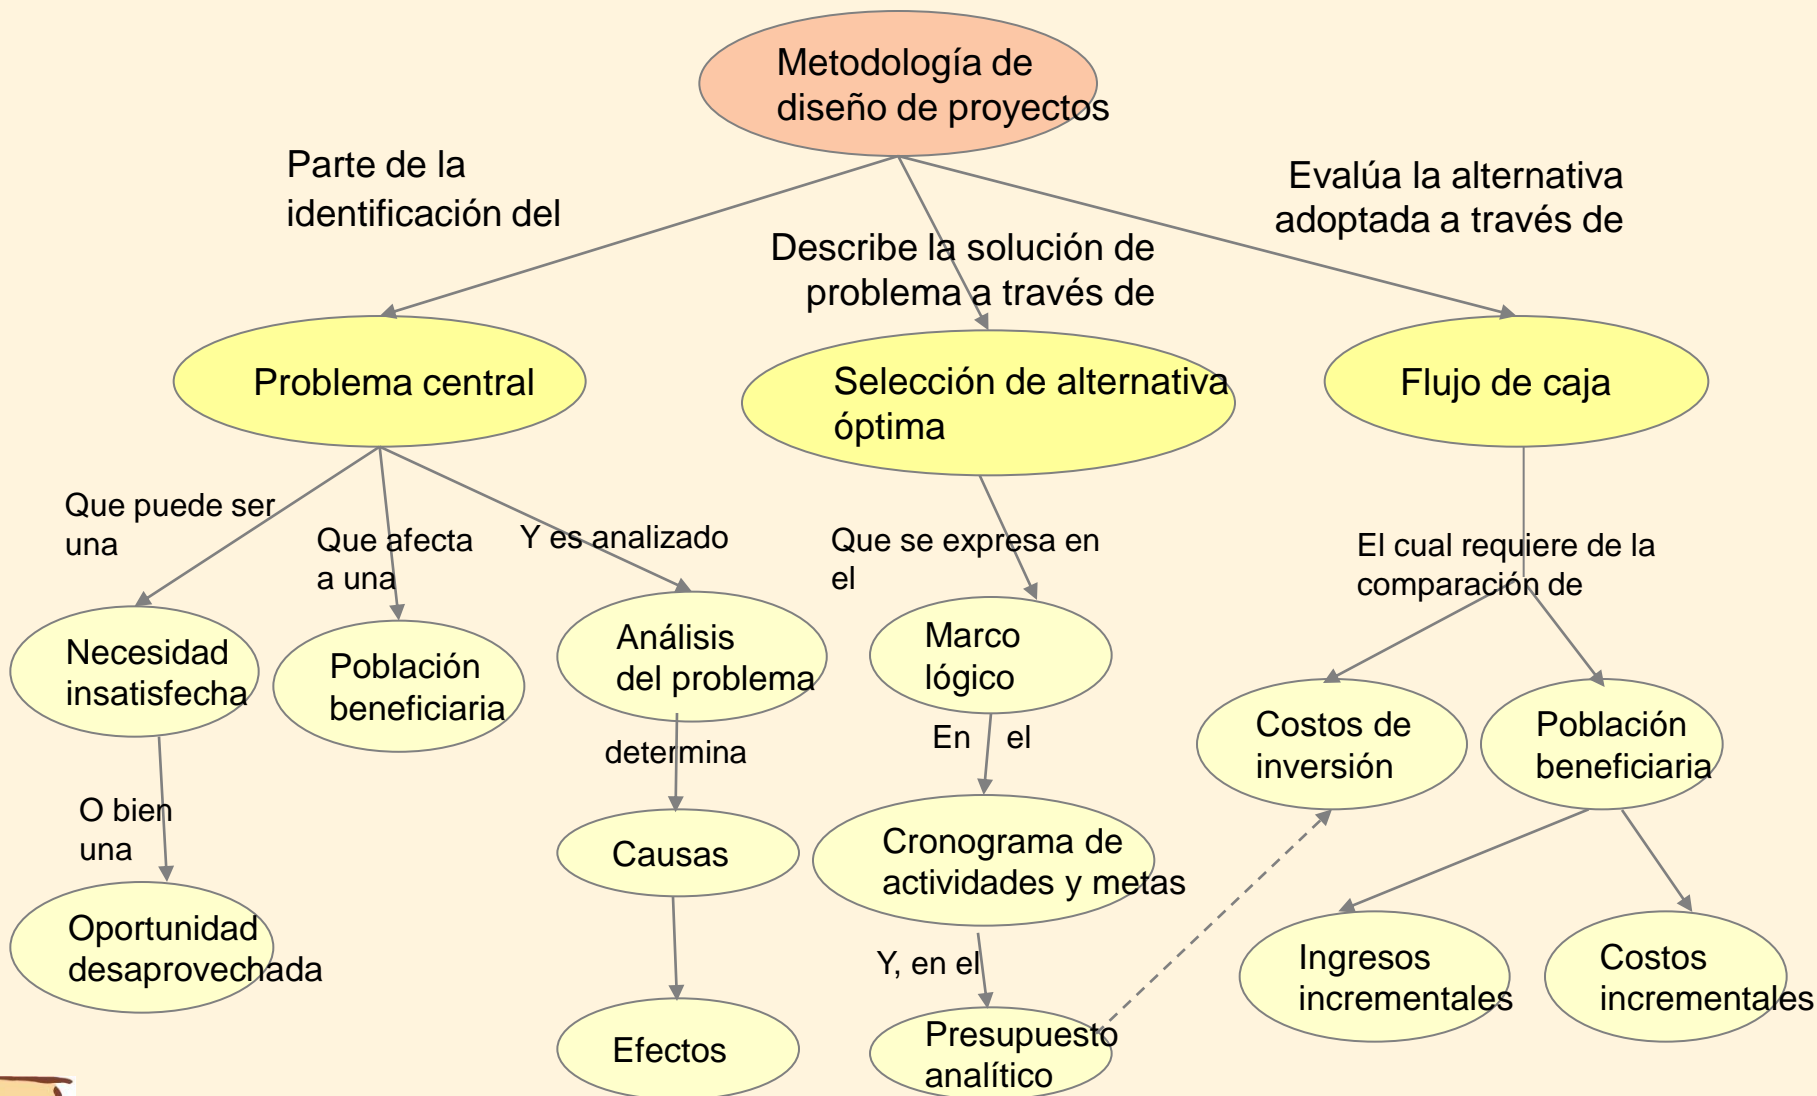 Metodología de
diseño de proyectos
Parte de la
identificación del
Describe la solución de
problema a través de
Evalúa la alternativa
adoptada a través de
Problema central
Selección de alternativa
óptima
Flujo de caja
Que puede ser
una
Que afecta
a una
Y es analizado
Que se expresa en
el
El cual requiere de la
comparación de
Necesidad
insatisfecha
Población
beneficiaria
Análisis
del problema
Marco
lógico
Costos de
inversión
Población
beneficiaria
determina
En el
O bien
una
Causas
Cronograma de
actividades y metas
Oportunidad
desaprovechada
Y, en el
Ingresos
incrementales
Costos
incrementales
Efectos
Presupuesto
analítico